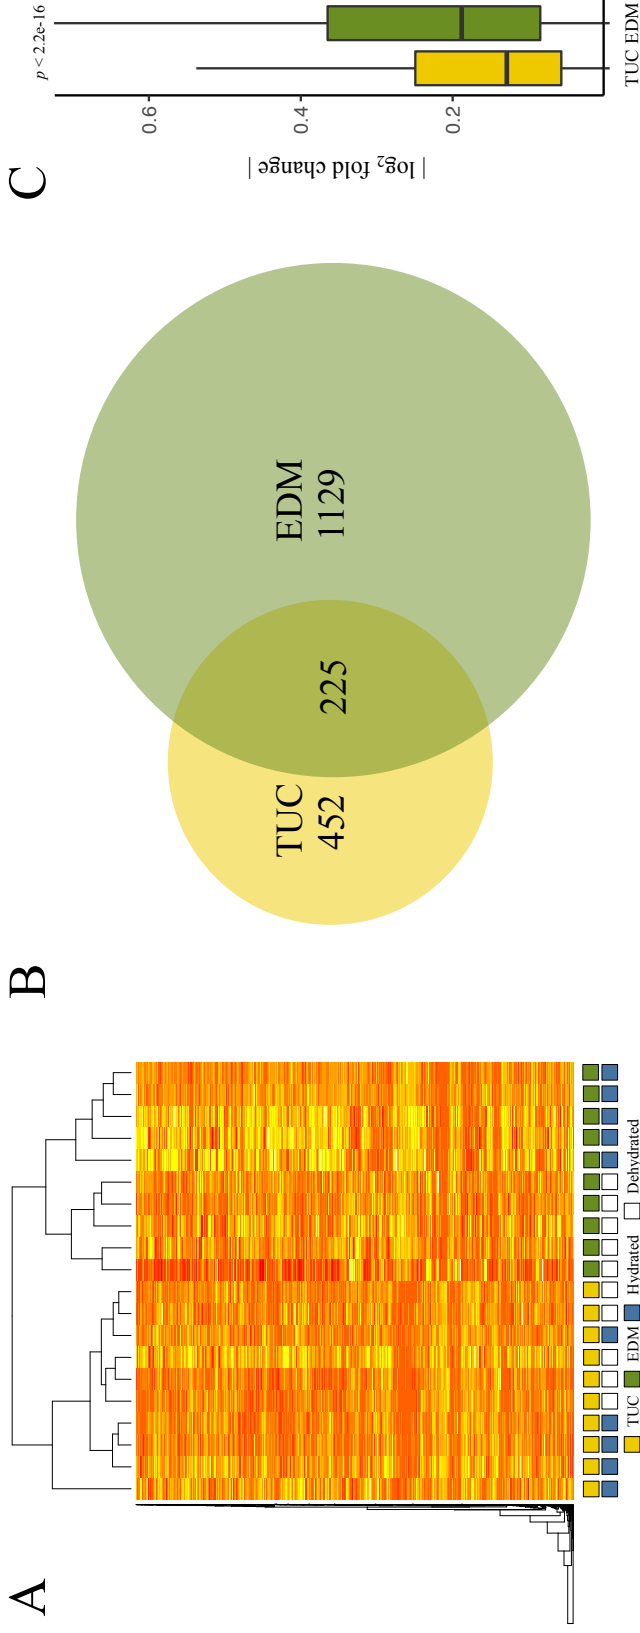 A
TUC EDM Hydrated Dehydrated
B
TUC
452
225
EDM
1129
C
| log2 fold change |
0.6
0.4
0.2
p < 2.2e-16
TUC EDM